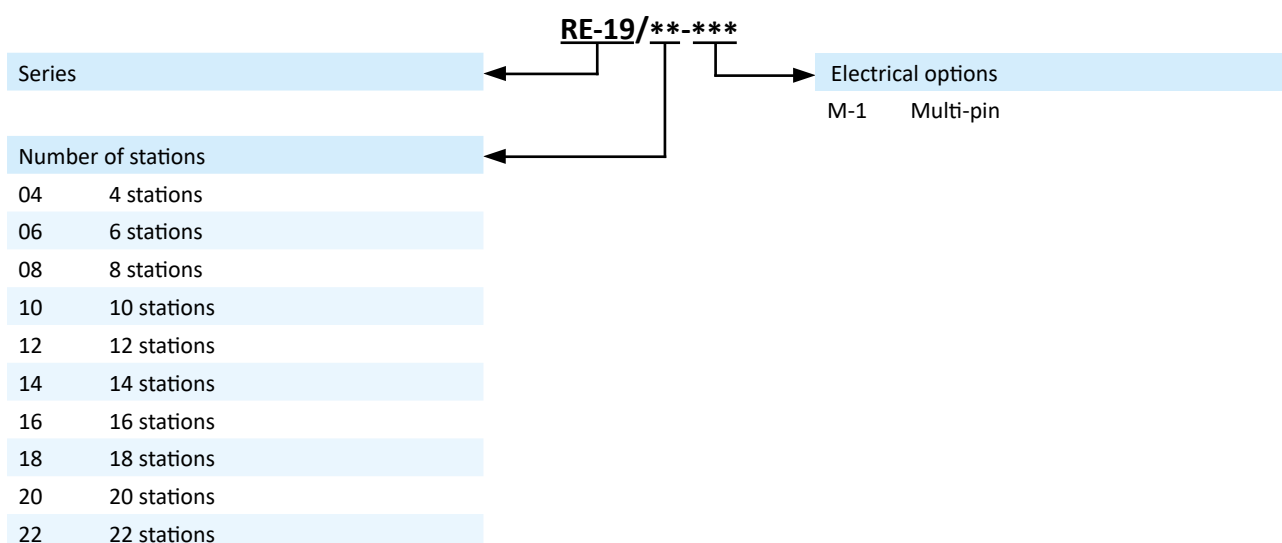 RE-19/**-***
Series
Electrical options
M-1 Multi-pin
Number of stations
04 4 stations
06 6 stations
08 8 stations
10 10 stations
12 12 stations
14 14 stations
16 16 stations
18 18 stations
20 20 stations
22 22 stations